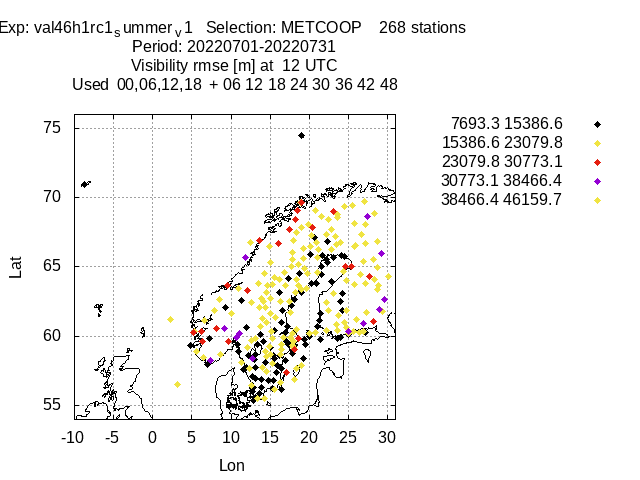 Exp: val46h1rc1summerv1 Selection: METCOOP 268 stations
Period: 20220701-20220731
Visibility rmse [m] at 12 UTC
Used 00,06,12,18 + 06 12 18 24 30 36 42 48
7693.3 15386.6
15386.6 23079.8
23079.8 30773.1
30773.1 38466.4
38466.4 46159.7
75
70
65
60
55
Lat
-10 -5 0 5 10 15 20 25 30
Lon